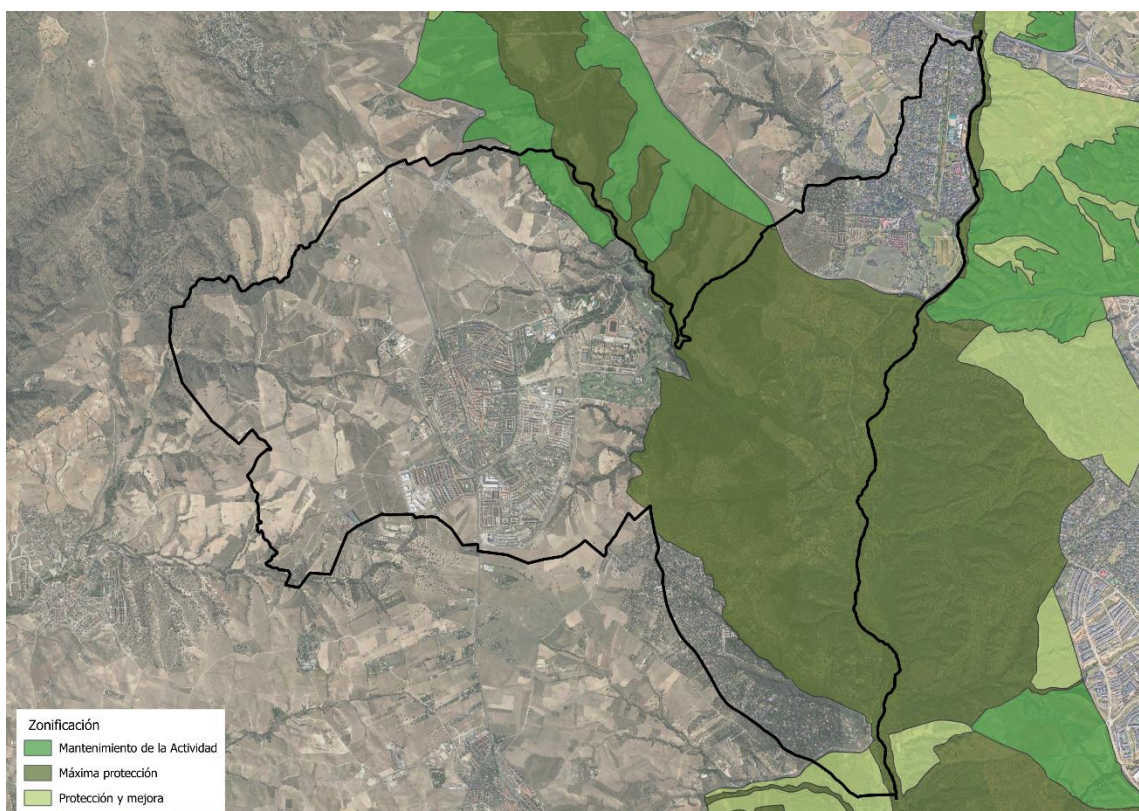 Zonificación
Mantenimiento de la Actividad
Máxima protección
Protección y mejora